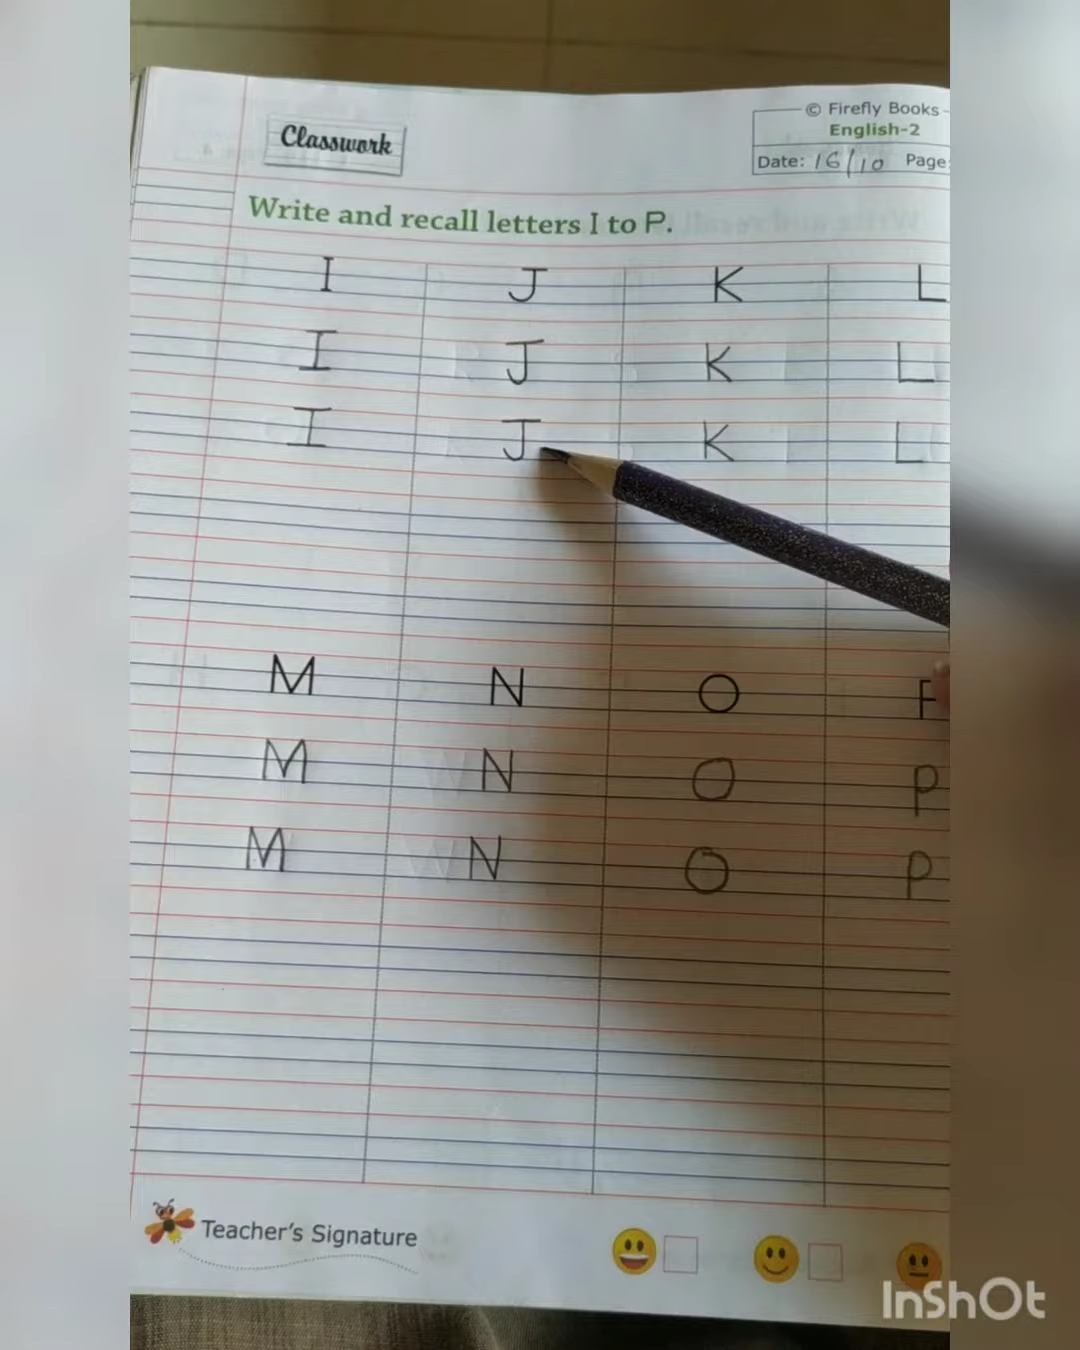 Classwork
© Firefly Books
English-2
Date: 16/10 Page:
Write and recall letters I to P.
I J K L
I J K L
I J K L
M N O P
M N O P
M N O P
Teacher's Signature
InShOt